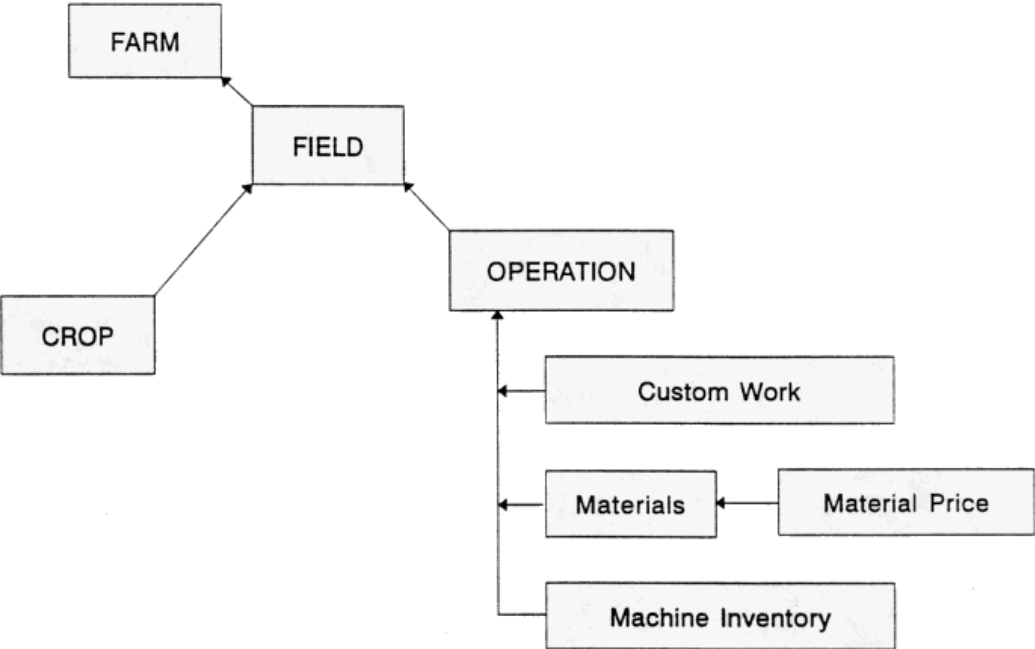 FARM
FIELD
OPERATION
CROP
Custom Work
Materials
Material Price
Machine Inventory